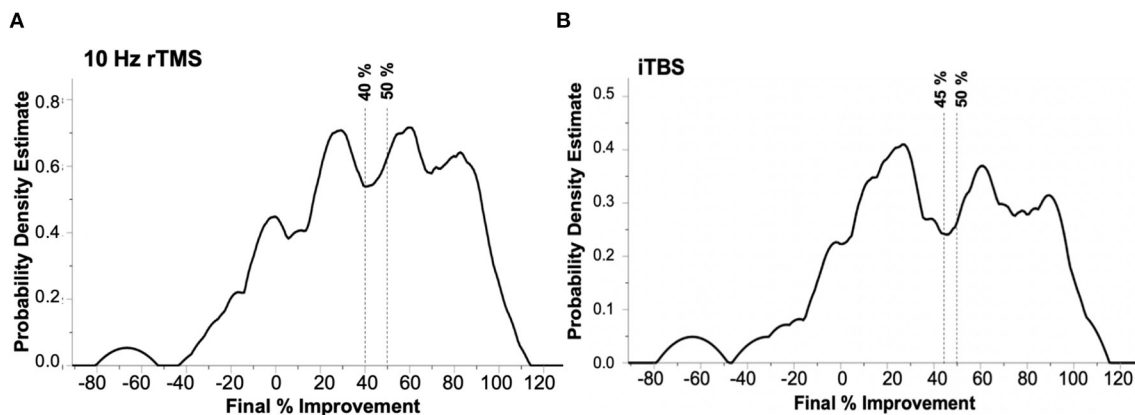 A
10 Hz rTMS
40 %
50 %
Probability Density Estimate
0.8
0.6
0.4
0.2
0.0
-80 -60 -40 -20 0 20 40 60 80 100 120
Final % Improvement
B
iTBS
45 %
50 %
Probability Density Estimate
0.5
0.4
0.3
0.2
0.1
0.0
-80 -60 -40 -20 0 20 40 60 80 100 120
Final % Improvement